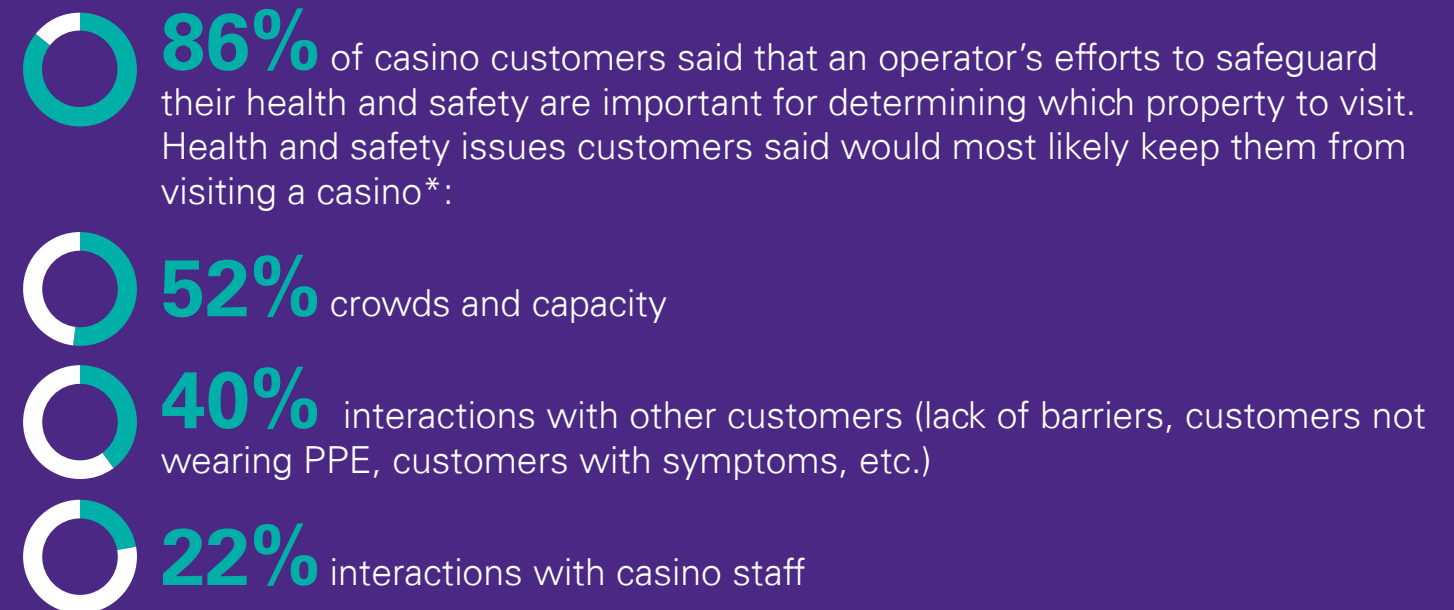 86% of casino customers said that an operator’s efforts to safeguard
their health and safety are important for determining which property to visit.
Health and safety issues customers said would most likely keep them from
visiting a casino*:
52% crowds and capacity
40% interactions with other customers (lack of barriers, customers not
wearing PPE, customers with symptoms, etc.)
22% interactions with casino staff